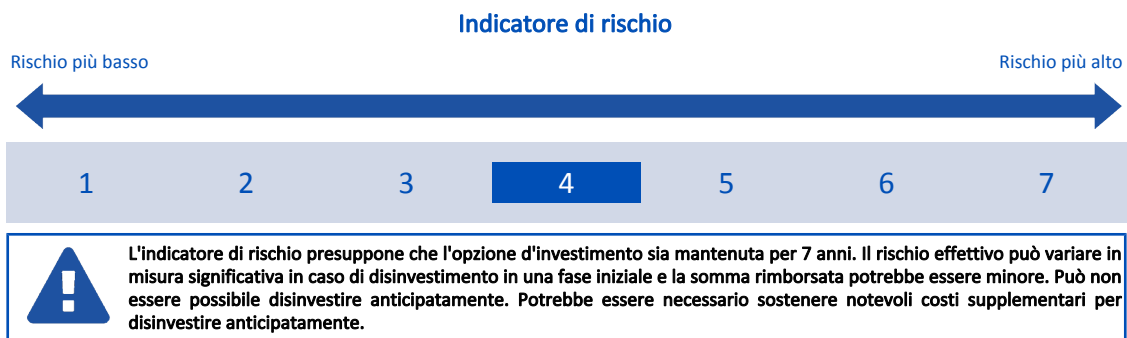 Indicatore di rischio
Rischio più basso Rischio più alto
1 2 3 4 5 6 7
L'indicatore di rischio presuppone che l'opzione d'investimento sia mantenuta per 7 anni. Il rischio effettivo può variare in
misura significativa in caso di disinvestimento in una fase iniziale e la somma rimborsata potrebbe essere minore. Può non
essere possibile disinvestire anticipatamente. Potrebbe essere necessario sostenere notevoli costi supplementari per
disinvestire anticipatamente.